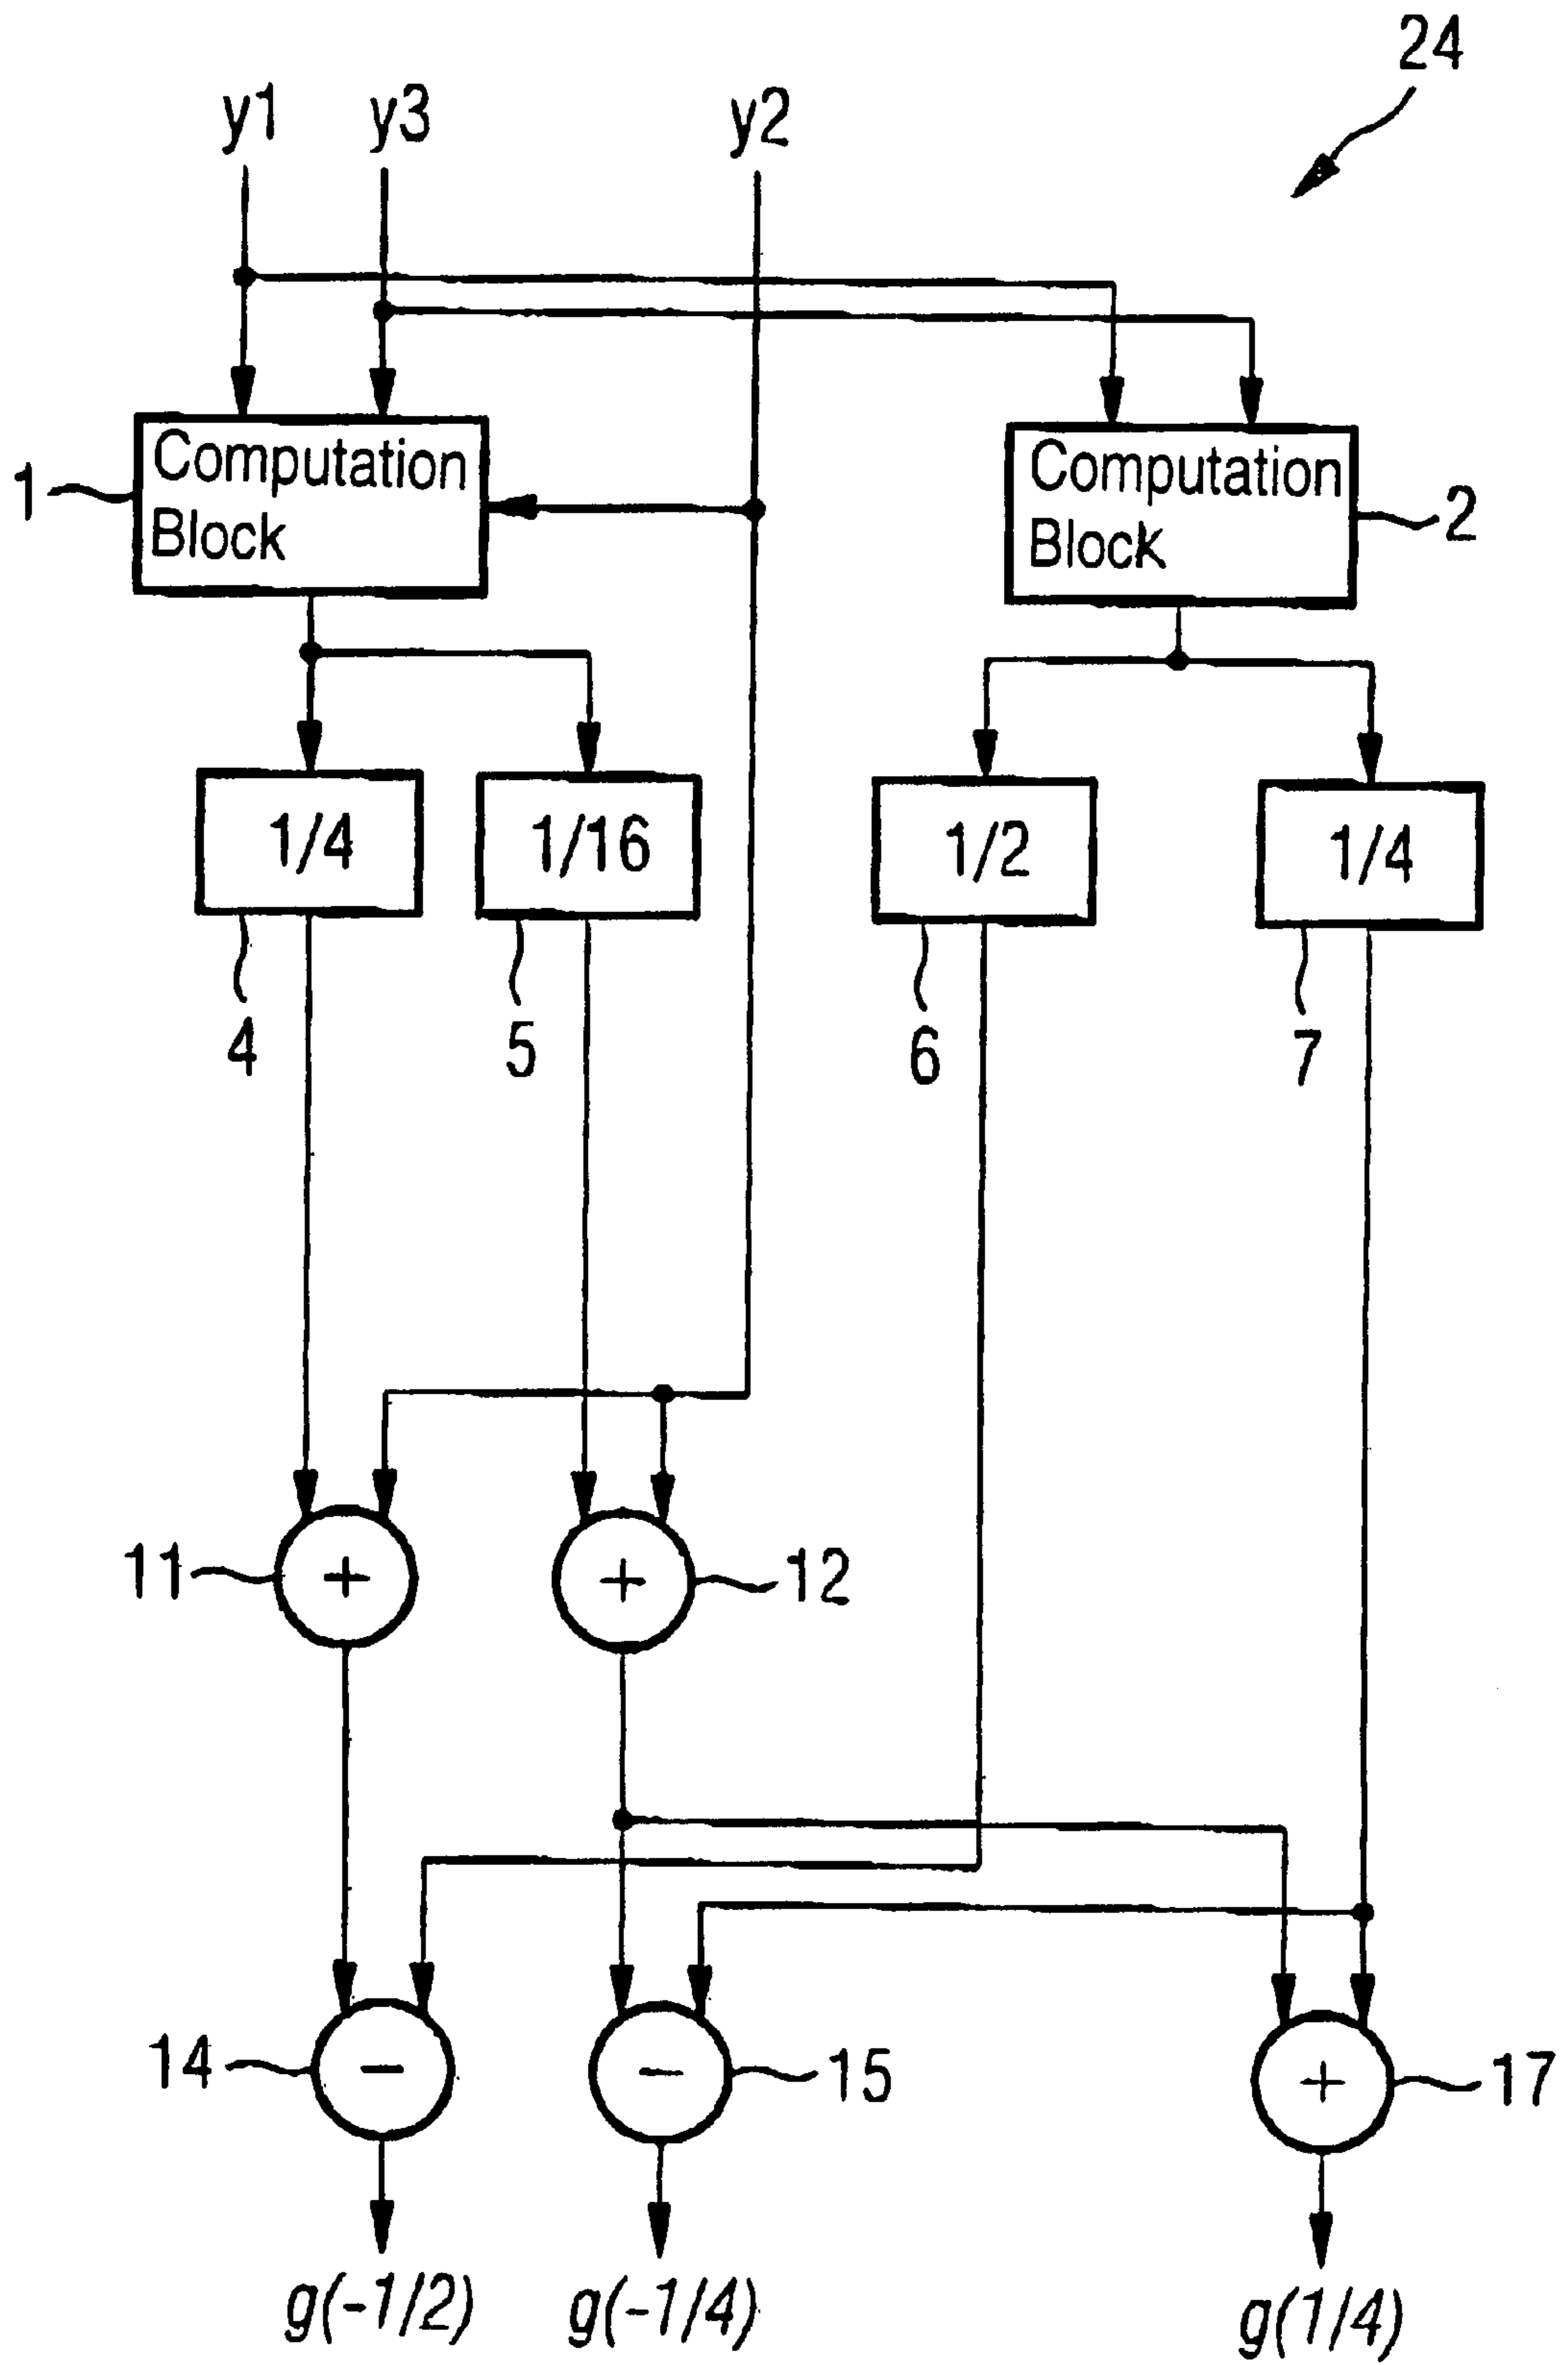 24
y1 y3 y2
1
Computation
Block
Computation
Block
2
1/4
1/16
1/2
1/4
4
5
6
7
11
+
+
12
14
−
−
15
+
17
g(-1/2)
g(-1/4)
g(1/4)